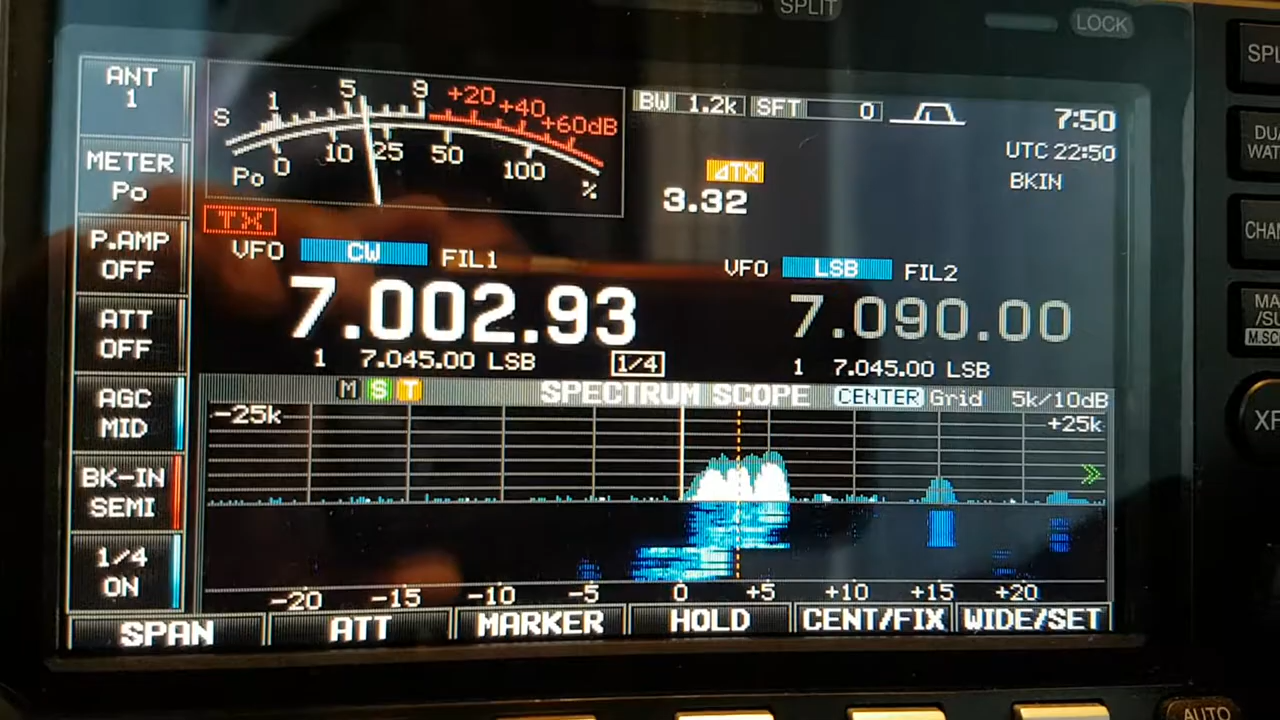 SPLIT
LOCK
ANT
1
METER
Po
P.AMP
OFF
ATT
OFF
AGC
MID
BK-IN
SEMI
1/4
ON
S 1 5 9 +20 +40 +60dB
Po 0 10 25 50 100 %
BW 1.2k SFT 0
7:50
UTC 22:50
BKIN
⊿TX
3.32
TX
VFO CW FIL1
7.002.93
1 7.045.00 LSB 1/4
VFO LSB FIL2
7.090.00
1 7.045.00 LSB
M S T SPECTRUM SCOPE CENTER Grid 5k/10dB
-25k +25k
-20 -15 -10 -5 0 +5 +10 +15 +20
SPAN ATT MARKER HOLD CENT/FIX WIDE/SET
AUTO